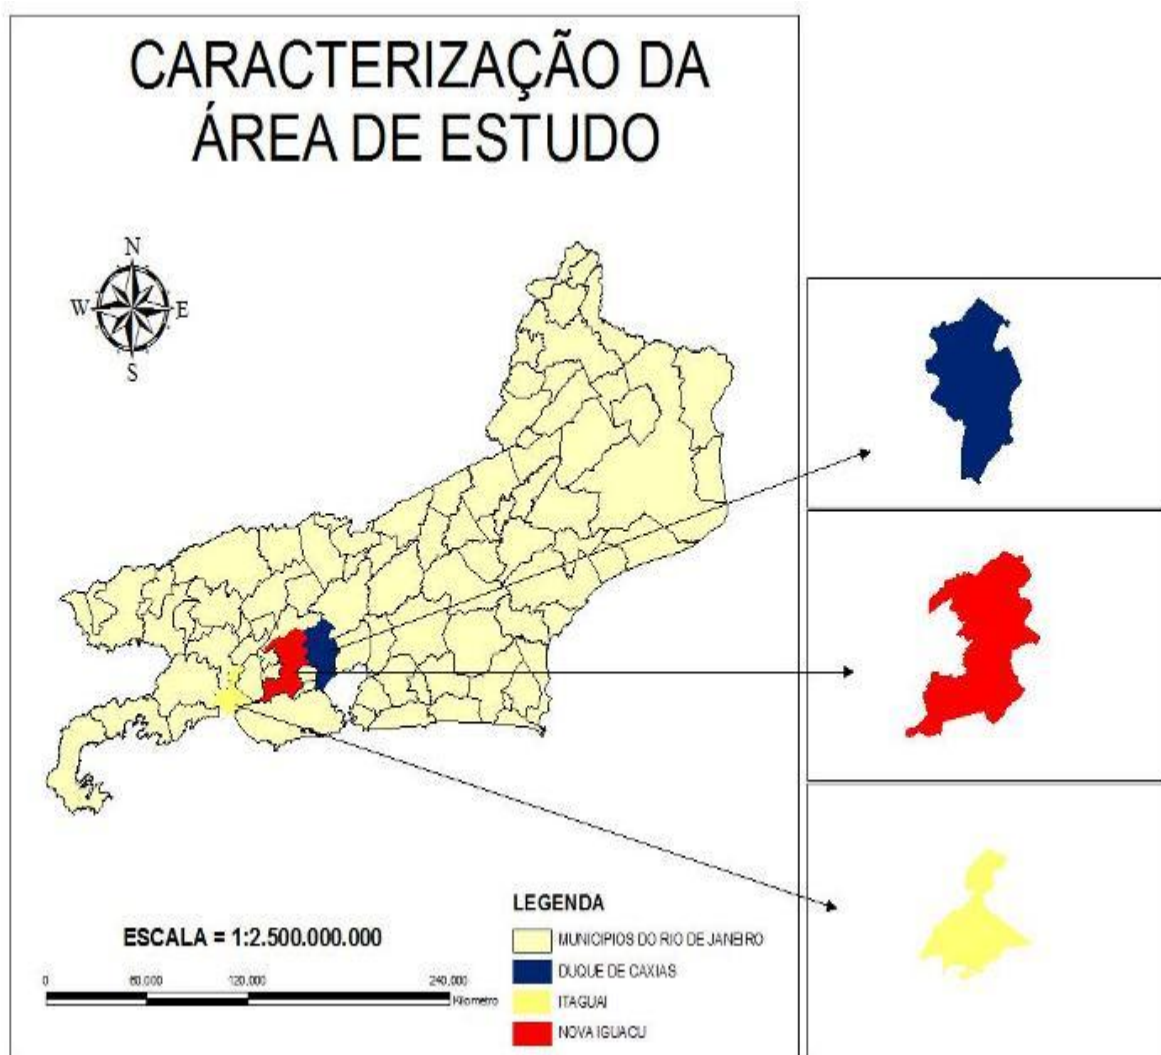 CARACTERIZAÇÃO DA
ÁREA DE ESTUDO
N
W E
S
ESCALA = 1:2.500.000.000
0 60,000 120,000 240,000
Kilometro
LEGENDA
MUNICIPIOS DO RIO DE JANEIRO
DUQUE DE CAXIAS
ITAGUAI
NOVA IGUACU